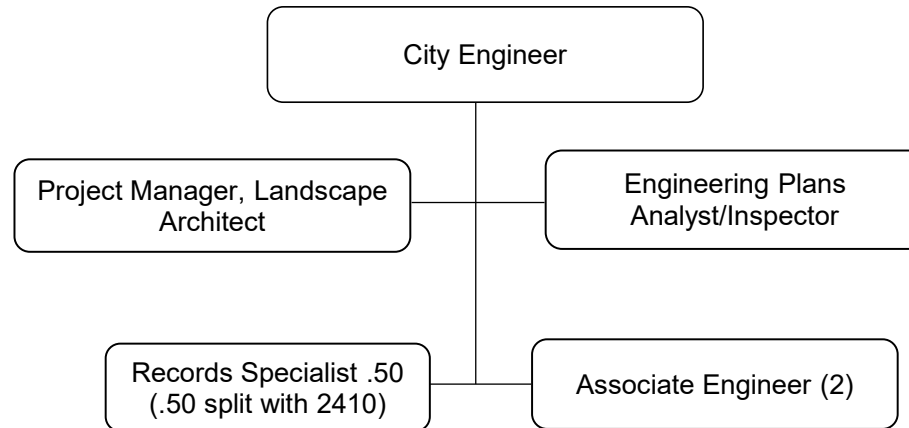 City Engineer
Project Manager, Landscape
Architect
Engineering Plans
Analyst/Inspector
Records Specialist .50
(.50 split with 2410)
Associate Engineer (2)